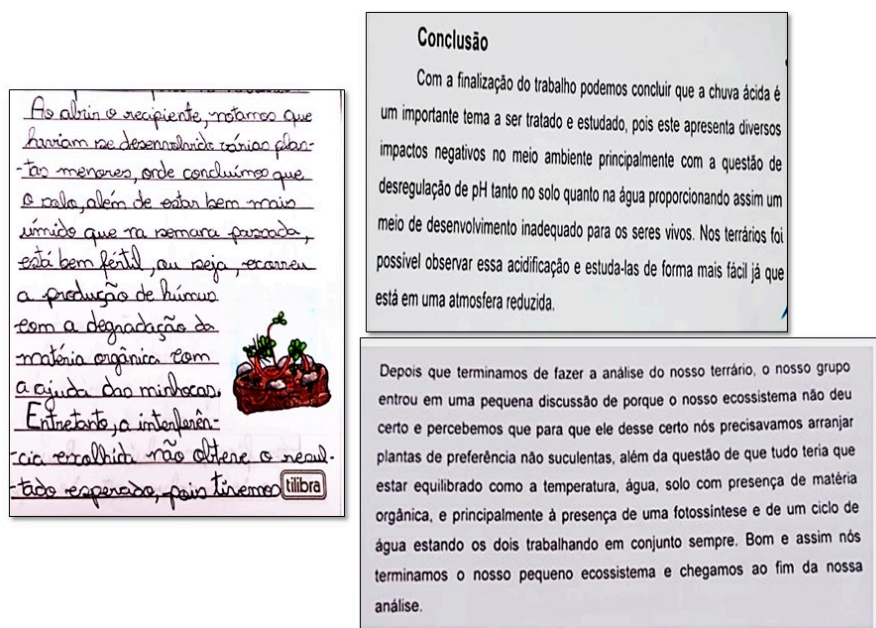 Ao abrir o recipiente, notamos que
haviam se desenvolvido várias plan-
-tas menores, onde concluímos que
o solo, além de estar bem mais
úmido que na semana passada,
está bem fértil, ou seja, ocorreu
a produção de húmus
com a degradação da
matéria orgânica com
a ajuda das minhocas.
Entretanto, a interferên-
-cia escolhida não obteve o resul-
-tado esperado, pois tivemos
tilibra
Conclusão
Com a finalização do trabalho podemos concluir que a chuva ácida é
um importante tema a ser tratado e estudado, pois este apresenta diversos
impactos negativos no meio ambiente principalmente com a questão de
desregulação de pH tanto no solo quanto na água proporcionando assim um
meio de desenvolvimento inadequado para os seres vivos. Nos terrários foi
possível observar essa acidificação e estuda-las de forma mais fácil já que
está em uma atmosfera reduzida.
Depois que terminamos de fazer a análise do nosso terrário, o nosso grupo
entrou em uma pequena discussão de porque o nosso ecossistema não deu
certo e percebemos que para que ele desse certo nós precisavamos arranjar
plantas de preferência não suculentas, além da questão de que tudo teria que
estar equilibrado como a temperatura, água, solo com presença de matéria
orgânica, e principalmente à presença de uma fotossíntese e de um ciclo de
água estando os dois trabalhando em conjunto sempre. Bom e assim nós
terminamos o nosso pequeno ecossistema e chegamos ao fim da nossa
análise.